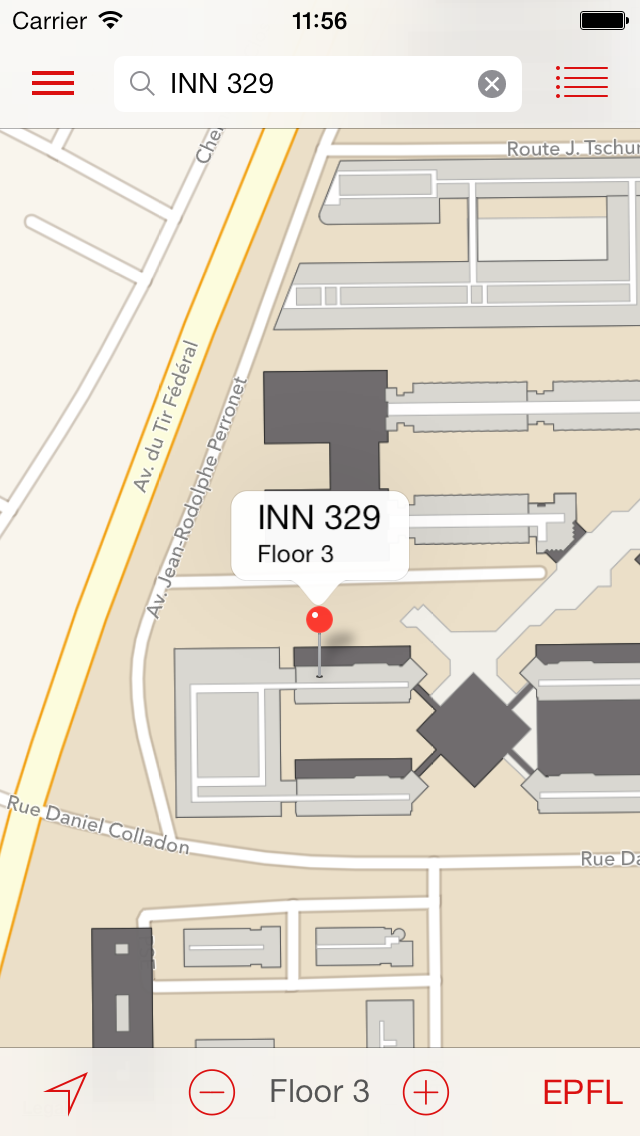 Carrier 11:56
INN 329
Route J. Tschu
Che
Av. du Tir Fédéral
Av. Jean-Rodolphe Perronet
INN 329
Floor 3
Rue Daniel Colladon
Rue Da
Floor 3
EPFL